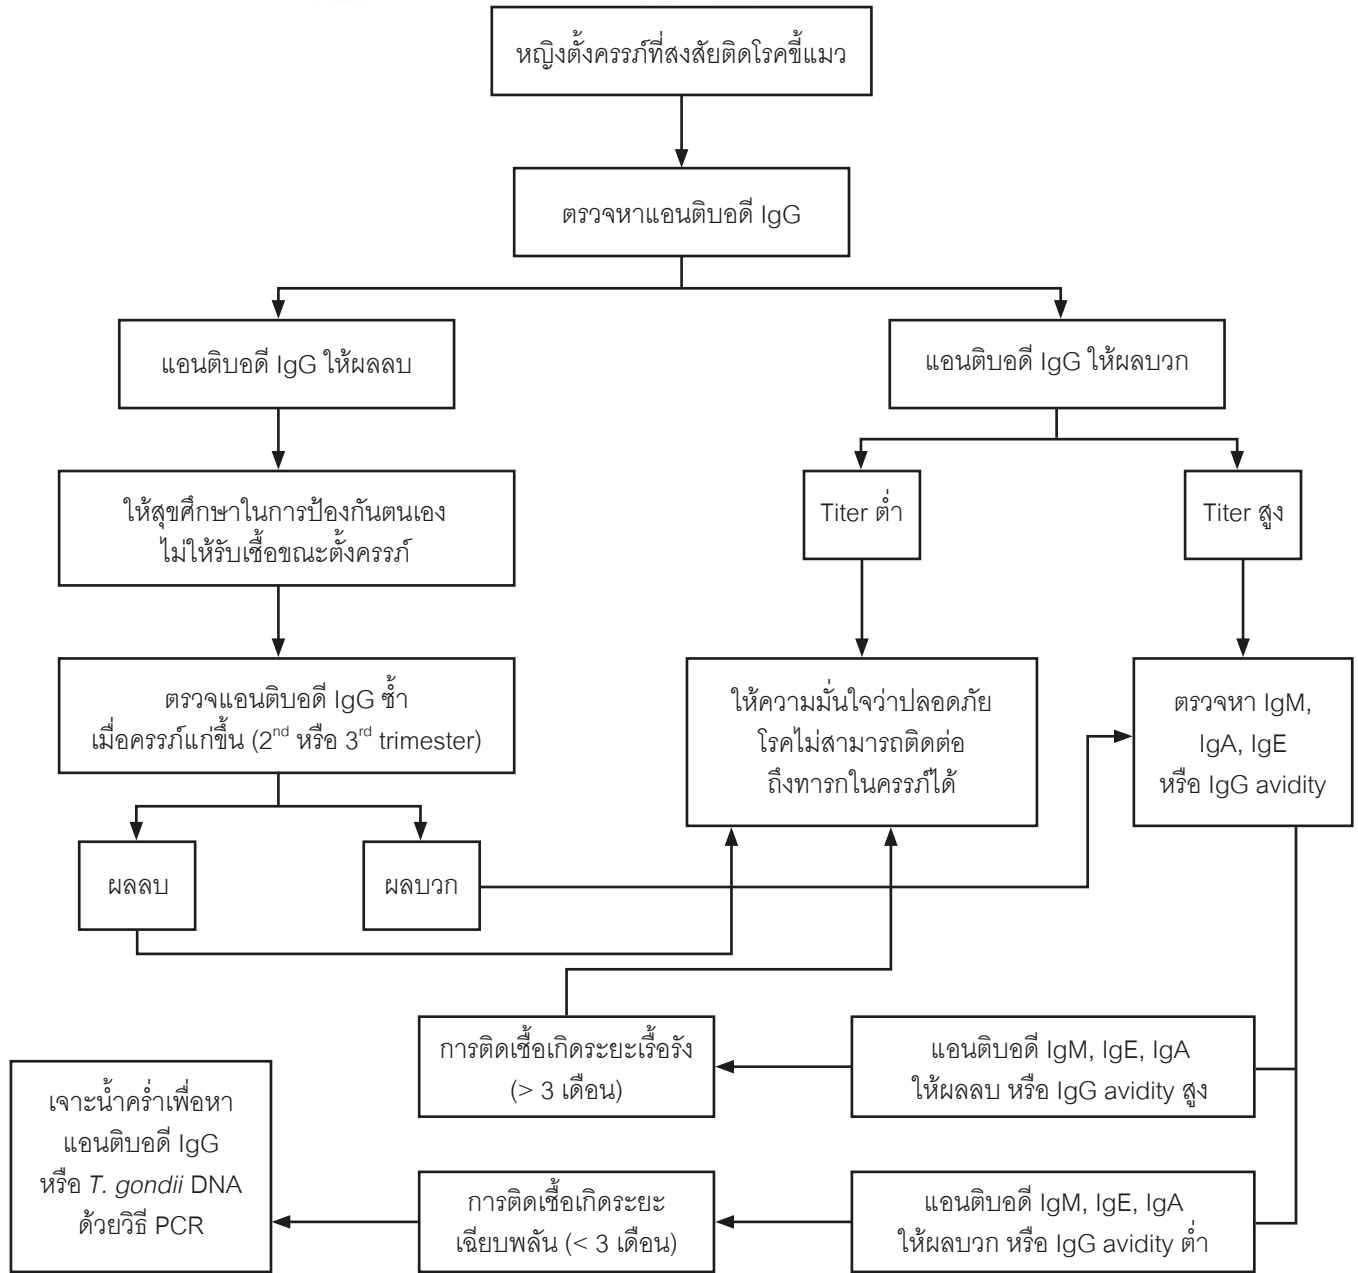 หญิงตั้งครรภ์ที่สงสัยติดโรคขี้แมว
ตรวจหาแอนติบอดี IgG
แอนติบอดี IgG ให้ผลลบ
แอนติบอดี IgG ให้ผลบวก
ให้สุขศึกษาในการป้องกันตนเอง
ไม่ให้รับเชื้อขณะตั้งครรภ์
Titer ต่ำ
Titer สูง
ตรวจแอนติบอดี IgG ซ้ำ
เมื่อครรภ์แก่ขึ้น (2nd หรือ 3rd trimester)
ให้ความมั่นใจว่าปลอดภัย
โรคไม่สามารถติดต่อ
ถึงทารกในครรภ์ได้
ตรวจหา IgM,
IgA, IgE
หรือ IgG avidity
ผลลบ
ผลบวก
การติดเชื้อเกิดระยะเรื้อรัง
(> 3 เดือน)
แอนติบอดี IgM, IgE, IgA
ให้ผลลบ หรือ IgG avidity สูง
เจาะน้ำคร่ำเพื่อหา
แอนติบอดี IgG
หรือ T. gondii DNA
ด้วยวิธี PCR
การติดเชื้อเกิดระยะ
เฉียบพลัน (< 3 เดือน)
แอนติบอดี IgM, IgE, IgA
ให้ผลบวก หรือ IgG avidity ต่ำ